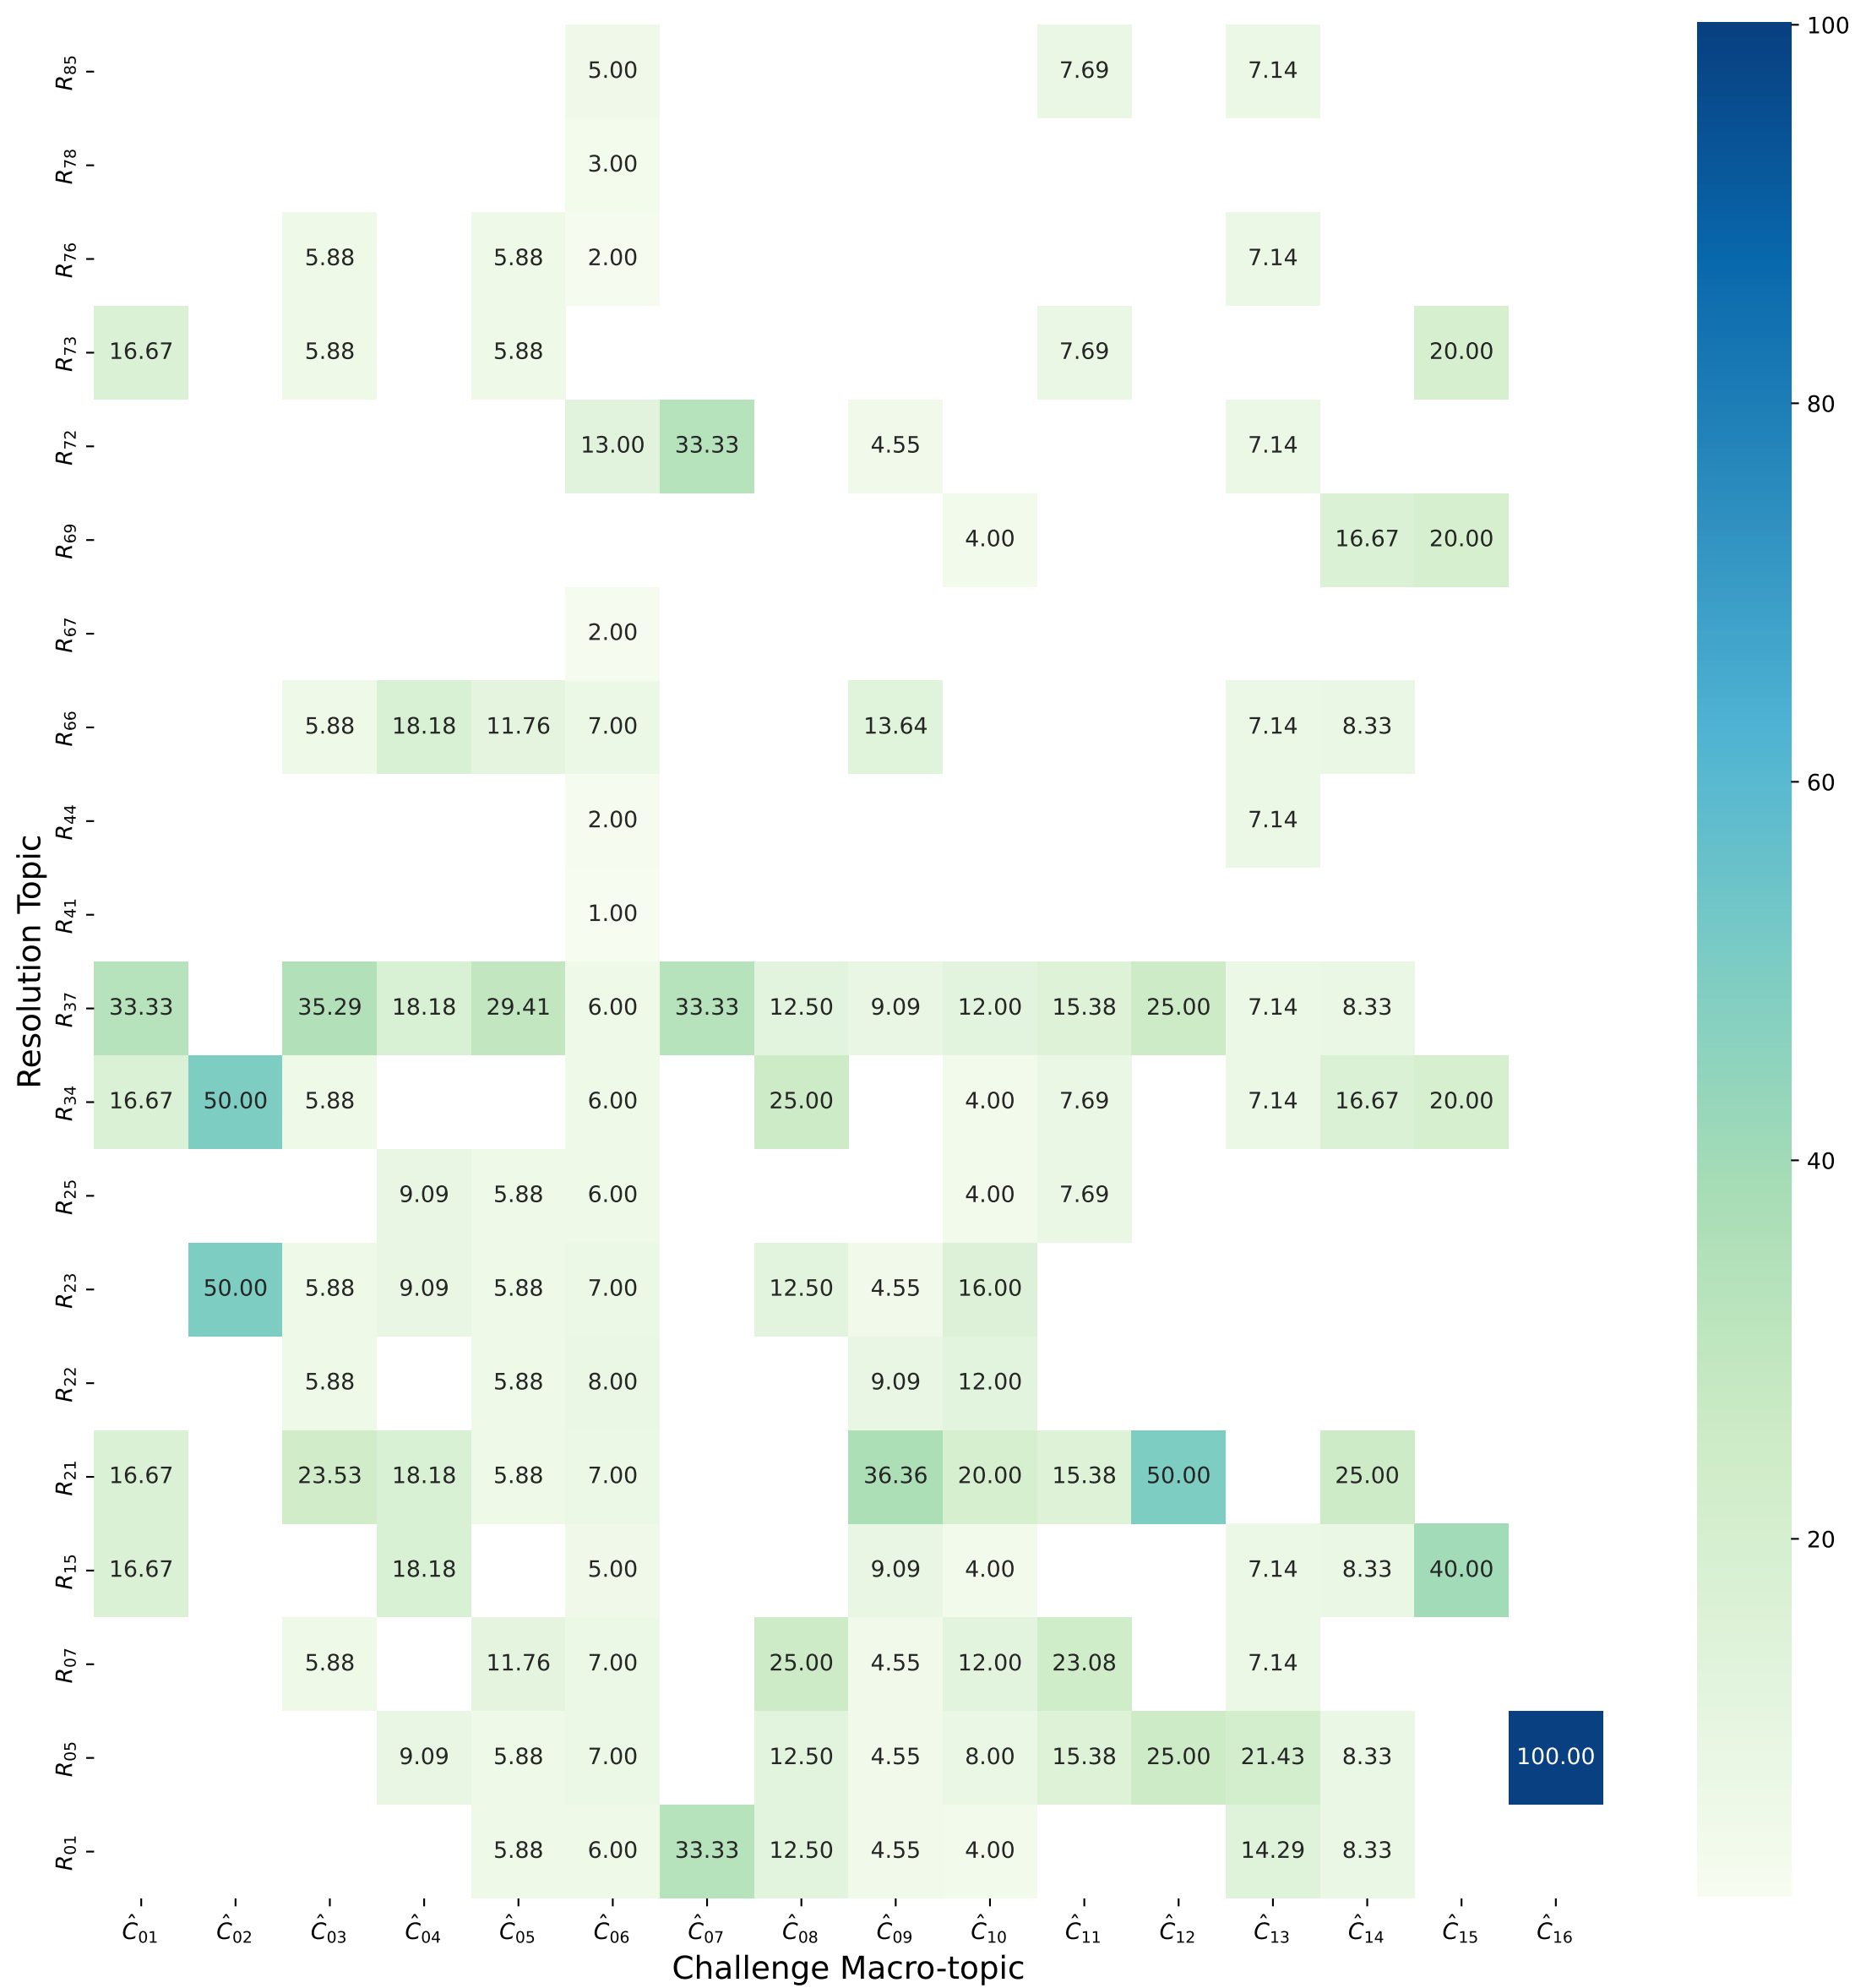 100
R85 5.00 7.69 7.14
R78 3.00
R76 5.88 5.88 2.00 7.14
R73 16.67 5.88 5.88 7.69 20.00
80
R72 13.00 33.33 4.55 7.14
R69 4.00 16.67 20.00
R67 2.00
R66 5.88 18.18 11.76 7.00 13.64 7.14 8.33
60
R44 2.00 7.14
R41 1.00
Resolution Topic
R37 33.33 35.29 18.18 29.41 6.00 33.33 12.50 9.09 12.00 15.38 25.00 7.14 8.33
R34 16.67 50.00 5.88 6.00 25.00 4.00 7.69 7.14 16.67 20.00
40
R25 9.09 5.88 6.00 4.00 7.69
R23 50.00 5.88 9.09 5.88 7.00 12.50 4.55 16.00
R22 5.88 5.88 8.00 9.09 12.00
R21 16.67 23.53 18.18 5.88 7.00 36.36 20.00 15.38 50.00 25.00
20
R15 16.67 18.18 5.00 9.09 4.00 7.14 8.33 40.00
R07 5.88 11.76 7.00 25.00 4.55 12.00 23.08 7.14
R05 9.09 5.88 7.00 12.50 4.55 8.00 15.38 25.00 21.43 8.33 100.00
R01 5.88 6.00 33.33 12.50 4.55 4.00 14.29 8.33
Ĉ01 Ĉ02 Ĉ03 Ĉ04 Ĉ05 Ĉ06 Ĉ07 Ĉ08 Ĉ09 Ĉ10 Ĉ11 Ĉ12 Ĉ13 Ĉ14 Ĉ15 Ĉ16
Challenge Macro-topic